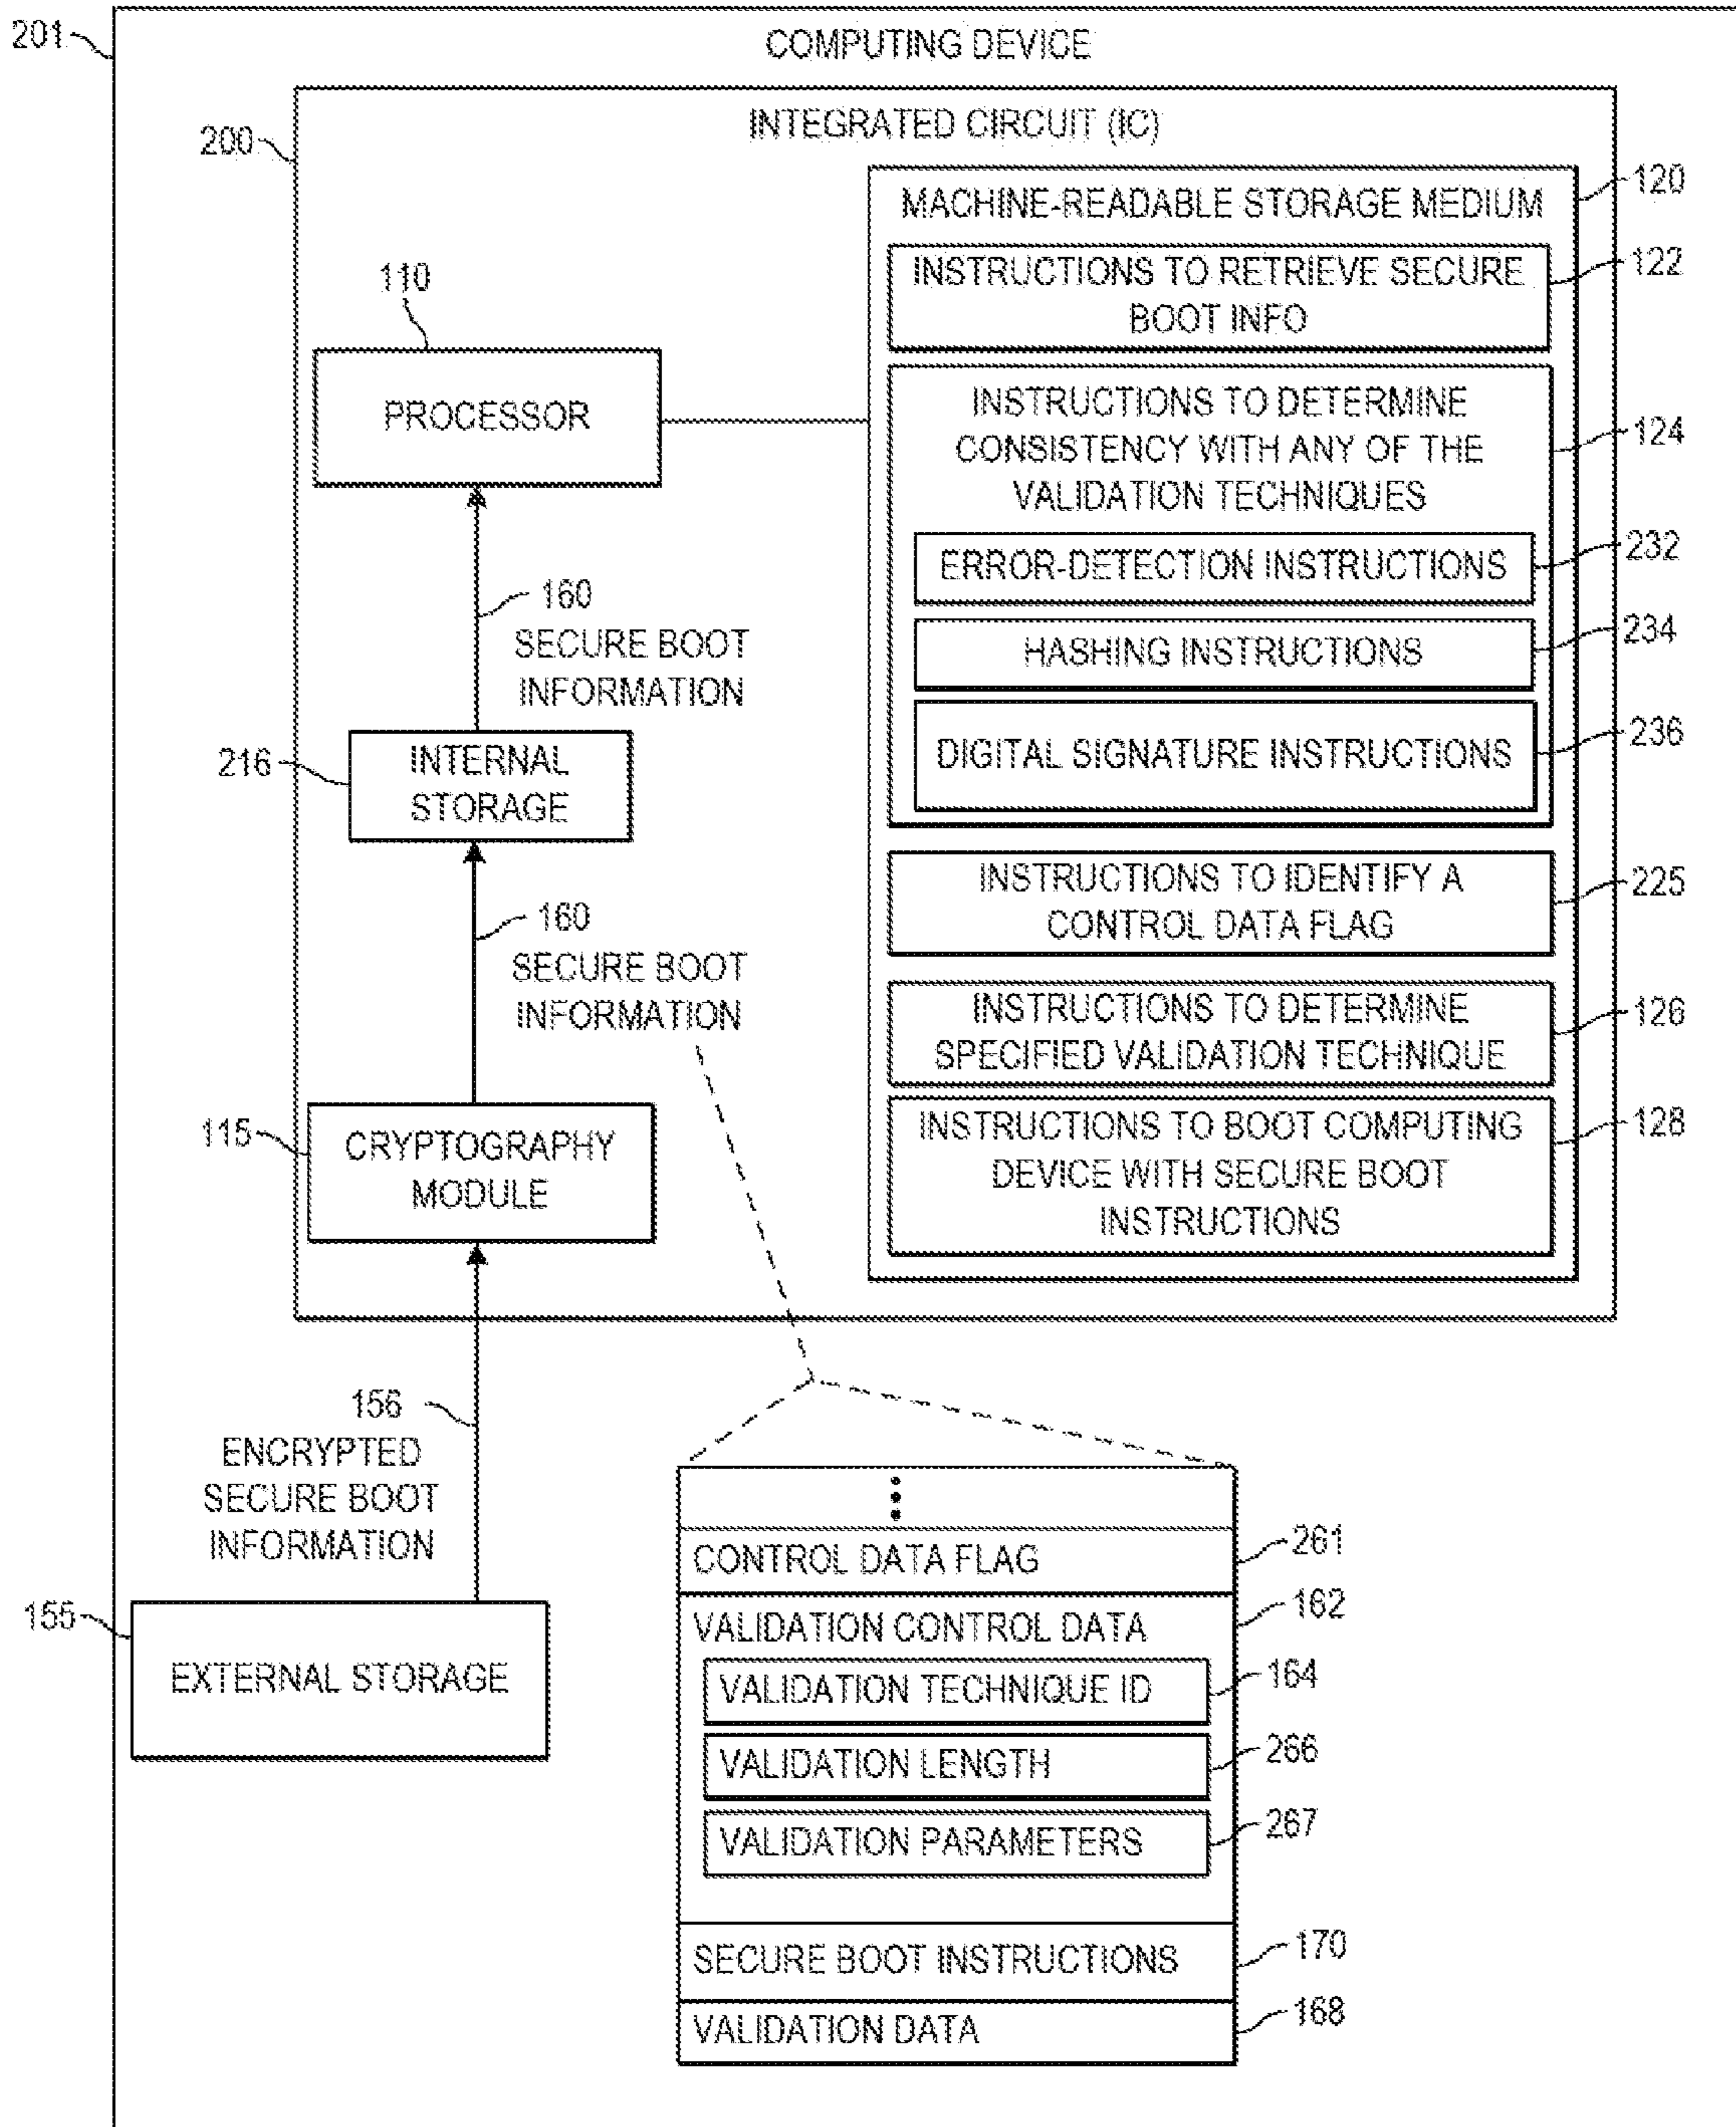 201
COMPUTING DEVICE
200
INTEGRATED CIRCUIT (IC)
120
MACHINE-READABLE STORAGE MEDIUM
122
INSTRUCTIONS TO RETRIEVE SECURE
BOOT INFO
110
PROCESSOR
124
INSTRUCTIONS TO DETERMINE
CONSISTENCY WITH ANY OF THE
VALIDATION TECHNIQUES
232
ERROR-DETECTION INSTRUCTIONS
234
HASHING INSTRUCTIONS
236
DIGITAL SIGNATURE INSTRUCTIONS
160
SECURE BOOT
INFORMATION
216
INTERNAL
STORAGE
225
INSTRUCTIONS TO IDENTIFY A
CONTROL DATA FLAG
160
SECURE BOOT
INFORMATION
126
INSTRUCTIONS TO DETERMINE
SPECIFIED VALIDATION TECHNIQUE
128
INSTRUCTIONS TO BOOT COMPUTING
DEVICE WITH SECURE BOOT
INSTRUCTIONS
115
CRYPTOGRAPHY
MODULE
156
ENCRYPTED
SECURE BOOT
INFORMATION
155
EXTERNAL STORAGE
CONTROL DATA FLAG
261
VALIDATION CONTROL DATA
162
VALIDATION TECHNIQUE ID
164
VALIDATION LENGTH
266
VALIDATION PARAMETERS
267
SECURE BOOT INSTRUCTIONS
170
VALIDATION DATA
168